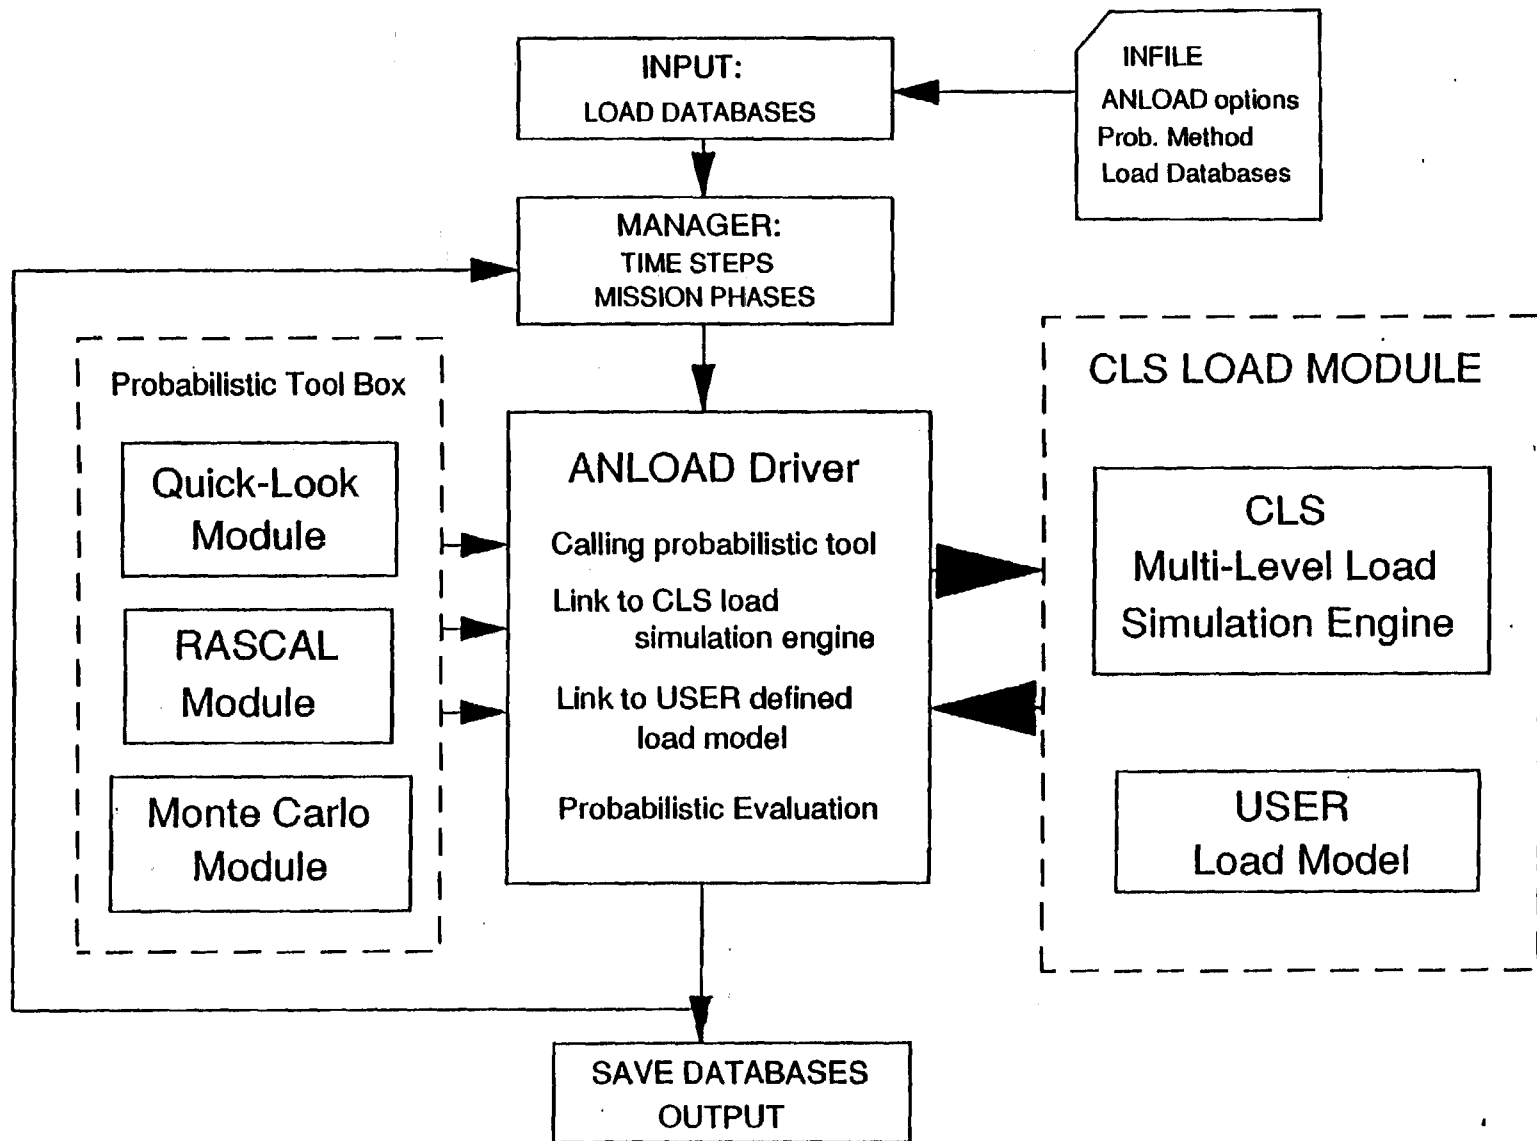 INPUT:
LOAD DATABASES
INFILE
ANLOAD options
Prob. Method
Load Databases
MANAGER:
TIME STEPS
MISSION PHASES
Probabilistic Tool Box
Quick-Look
Module
RASCAL
Module
Monte Carlo
Module
ANLOAD Driver
Calling probabilistic tool
Link to CLS load
simulation engine
Link to USER defined
load model
Probabilistic Evaluation
CLS LOAD MODULE
CLS
Multi-Level Load
Simulation Engine
USER
Load Model
SAVE DATABASES
OUTPUT